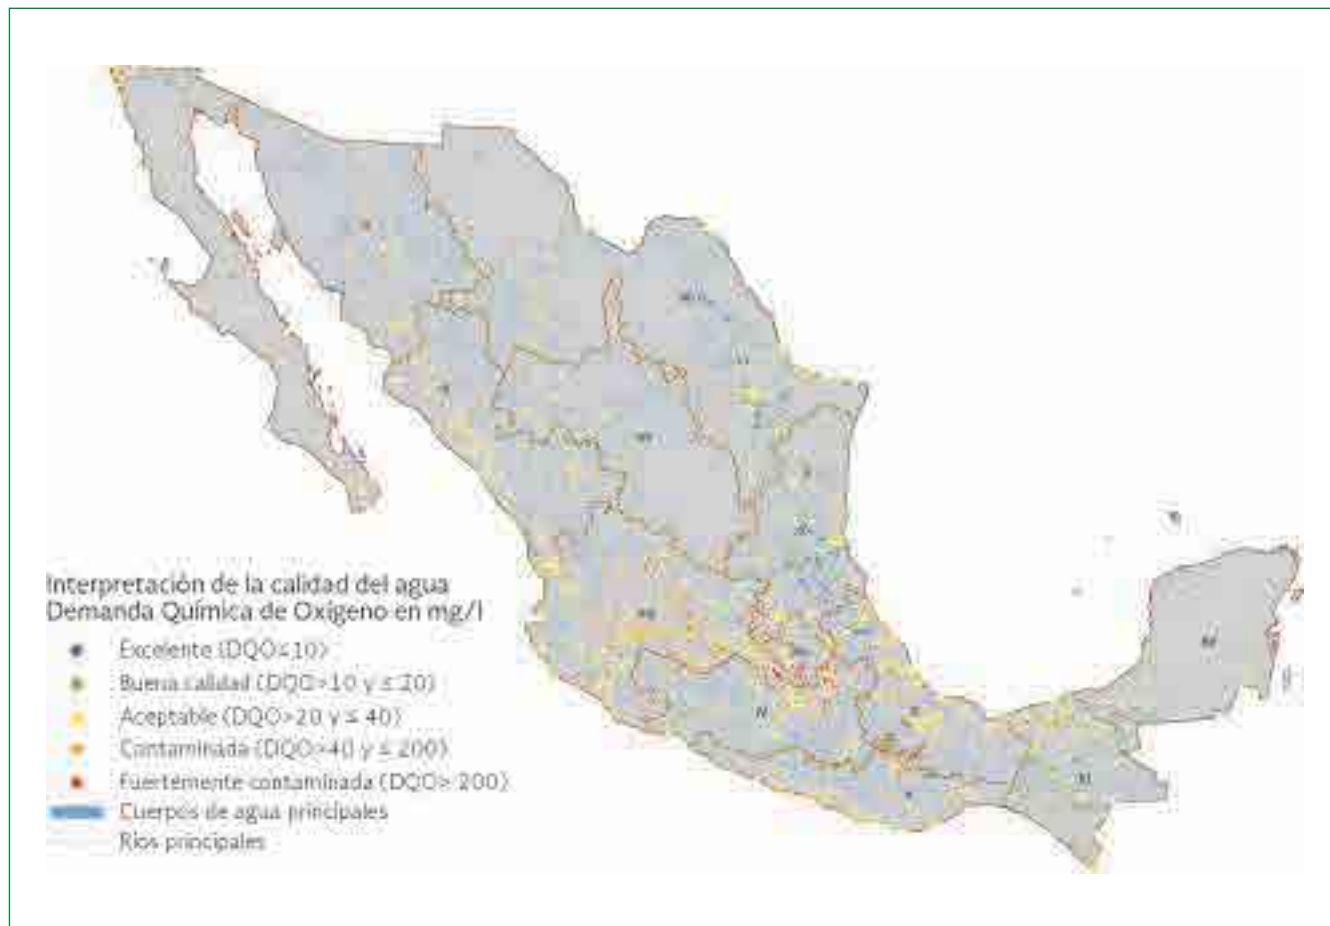 Interpretación de la calidad del agua
Demanda Química de Oxígeno en mg/l
Excelente (DQO≤10)
Buena calidad (DQO>10 y ≤ 20)
Aceptable (DQO>20 y ≤ 40)
Contaminada (DQO>40 y ≤ 200)
Fuertemente contaminada (DQO> 200)
Cuerpos de agua principales
Ríos principales